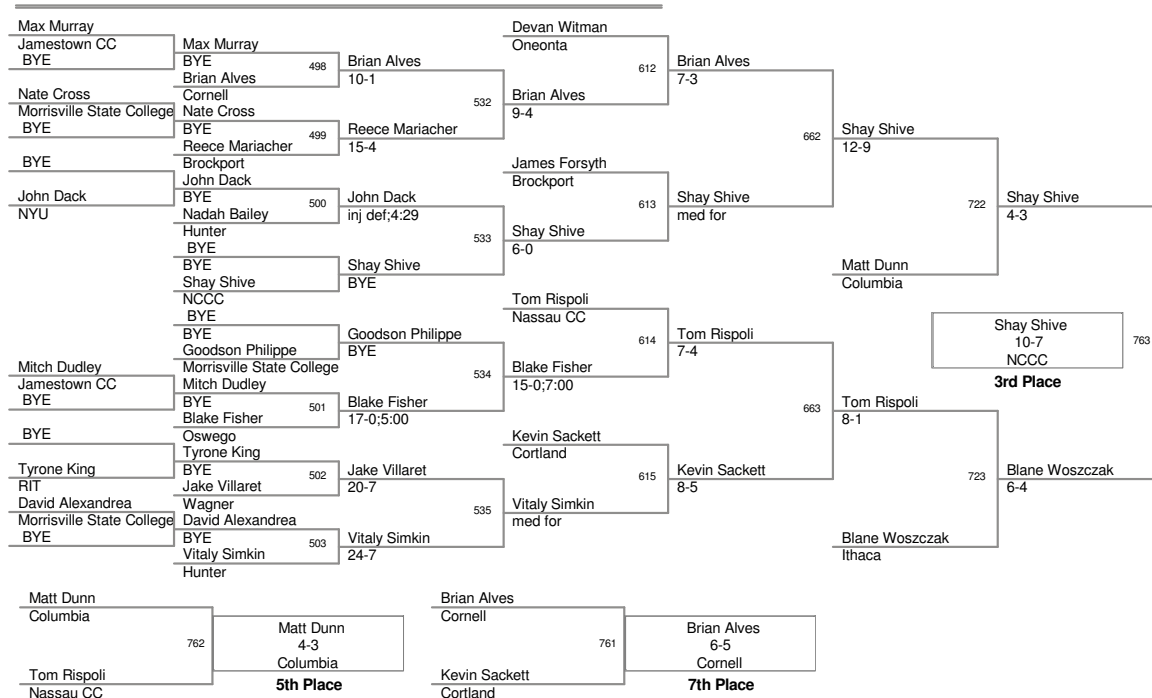 Max Murray
Jamestown CC
BYE
Nate Cross
Morrisville State College
BYE
BYE
John Dack
NYU
Mitch Dudley
Jamestown CC
BYE
BYE
Tyrone King
RIT
David Alexandrea
Morrisville State College
BYE
Max Murray
BYE
498
Brian Alves
Cornell
Nate Cross
BYE
499
Reece Mariacher
Brockport
John Dack
BYE
500
Nadah Bailey
Hunter
BYE
BYE
Shay Shive
NCCC
BYE
BYE
Goodson Philippe
Morrisville State College
Mitch Dudley
BYE
501
Blake Fisher
Oswego
Tyrone King
BYE
502
Jake Villaret
Wagner
David Alexandrea
BYE
503
Vitaly Simkin
Hunter
Brian Alves
10-1
532
Reece Mariacher
15-4
John Dack
inj def;4:29
533
Shay Shive
BYE
Goodson Philippe
BYE
534
Blake Fisher
17-0;5:00
Jake Villaret
20-7
535
Vitaly Simkin
24-7
Devan Witman
Oneonta
612
Brian Alves
9-4
James Forsyth
Brockport
613
Shay Shive
6-0
Tom Rispoli
Nassau CC
614
Blake Fisher
15-0;7:00
Kevin Sackett
Cortland
615
Vitaly Simkin
med for
Brian Alves
7-3
662
Shay Shive
med for
Tom Rispoli
7-4
663
Kevin Sackett
8-5
Shay Shive
12-9
722
Matt Dunn
Columbia
Tom Rispoli
8-1
723
Blane Woszczak
Ithaca
Shay Shive
4-3
Shay Shive
10-7
NCCC
763
3rd Place
Blane Woszczak
6-4
Matt Dunn
Columbia
762
Tom Rispoli
Nassau CC
Matt Dunn
4-3
Columbia
5th Place
Brian Alves
Cornell
761
Kevin Sackett
Cortland
Brian Alves
6-5
Cornell
7th Place